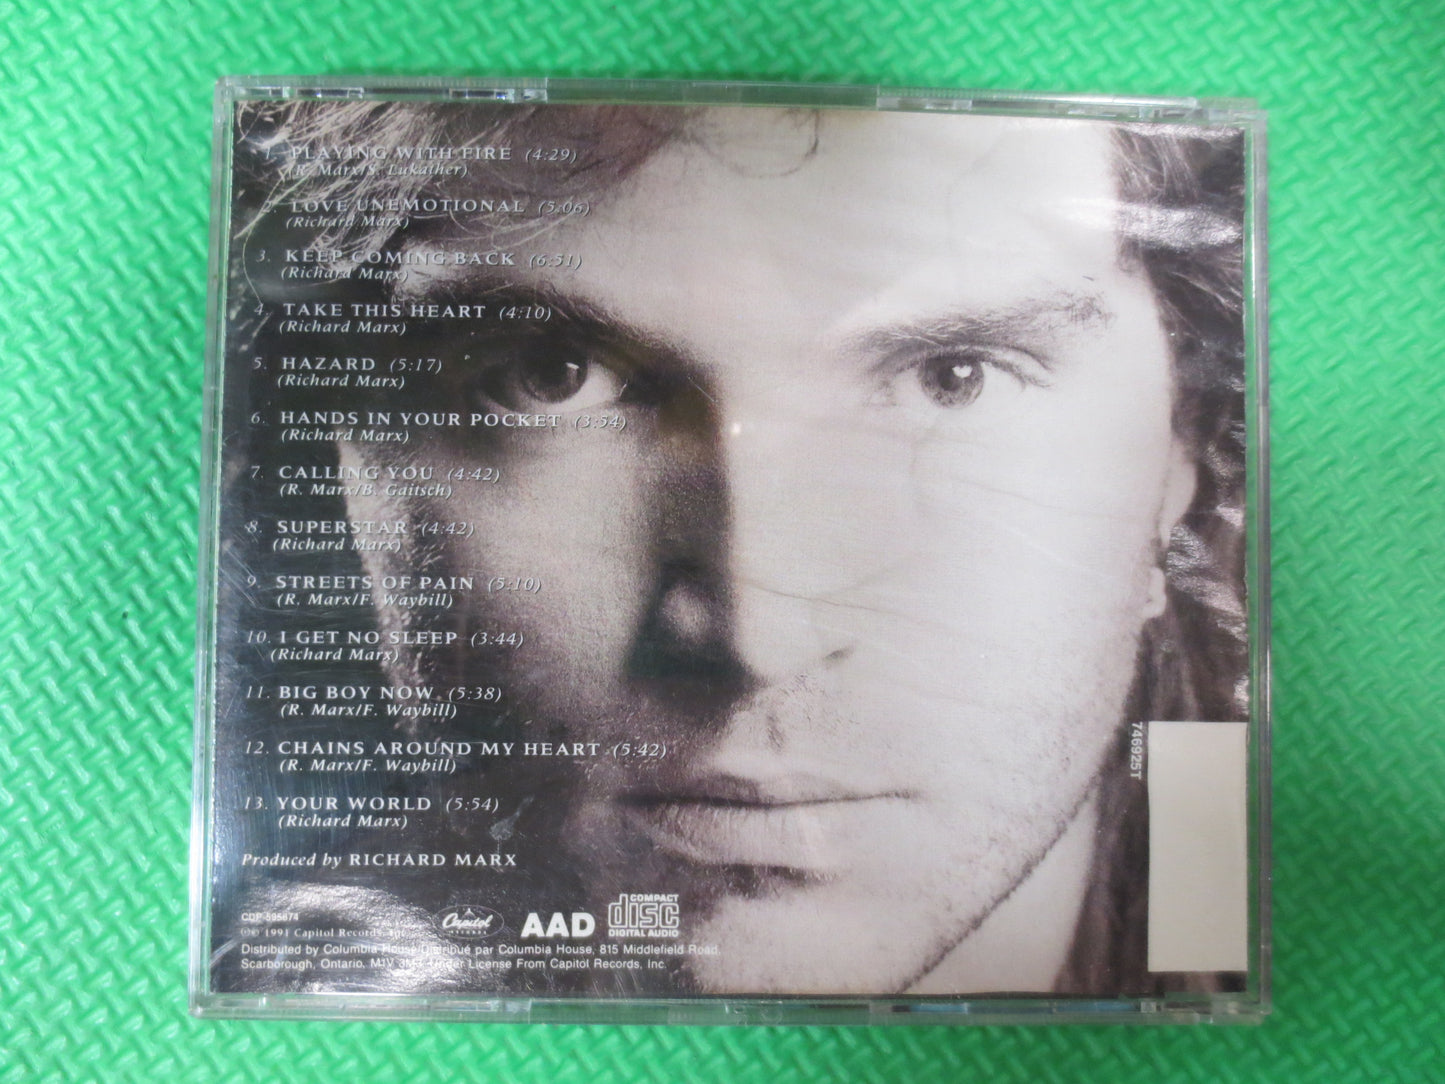 1. PLAYING WITH FIRE (4:29)
(R. Marx/S. Lukather)
2. LOVE UNEMOTIONAL (5:06)
(Richard Marx)
3. KEEP COMING BACK (6:51)
(Richard Marx)
4. TAKE THIS HEART (4:10)
(Richard Marx)
5. HAZARD (5:17)
(Richard Marx)
6. HANDS IN YOUR POCKET (3:54)
(Richard Marx)
7. CALLING YOU (4:42)
(R. Marx/B. Gaitsch)
8. SUPERSTAR (4:42)
(Richard Marx)
9. STREETS OF PAIN (5:10)
(R. Marx/F. Waybill)
10. I GET NO SLEEP (3:44)
(Richard Marx)
11. BIG BOY NOW (5:38)
(R. Marx/F. Waybill)
12. CHAINS AROUND MY HEART (5:42)
(R. Marx/F. Waybill)
13. YOUR WORLD (5:54)
(Richard Marx)
Produced by RICHARD MARX
746925T
CDP-595874
℗© 1991 Capitol Records, Inc.
Capitol
RECORDS
AAD
COMPACT
disc
DIGITAL AUDIO
Distributed by Columbia House/Distribué par Columbia House, 815 Middlefield Road,
Scarborough, Ontario, M1V Under License From Capitol Records, Inc.